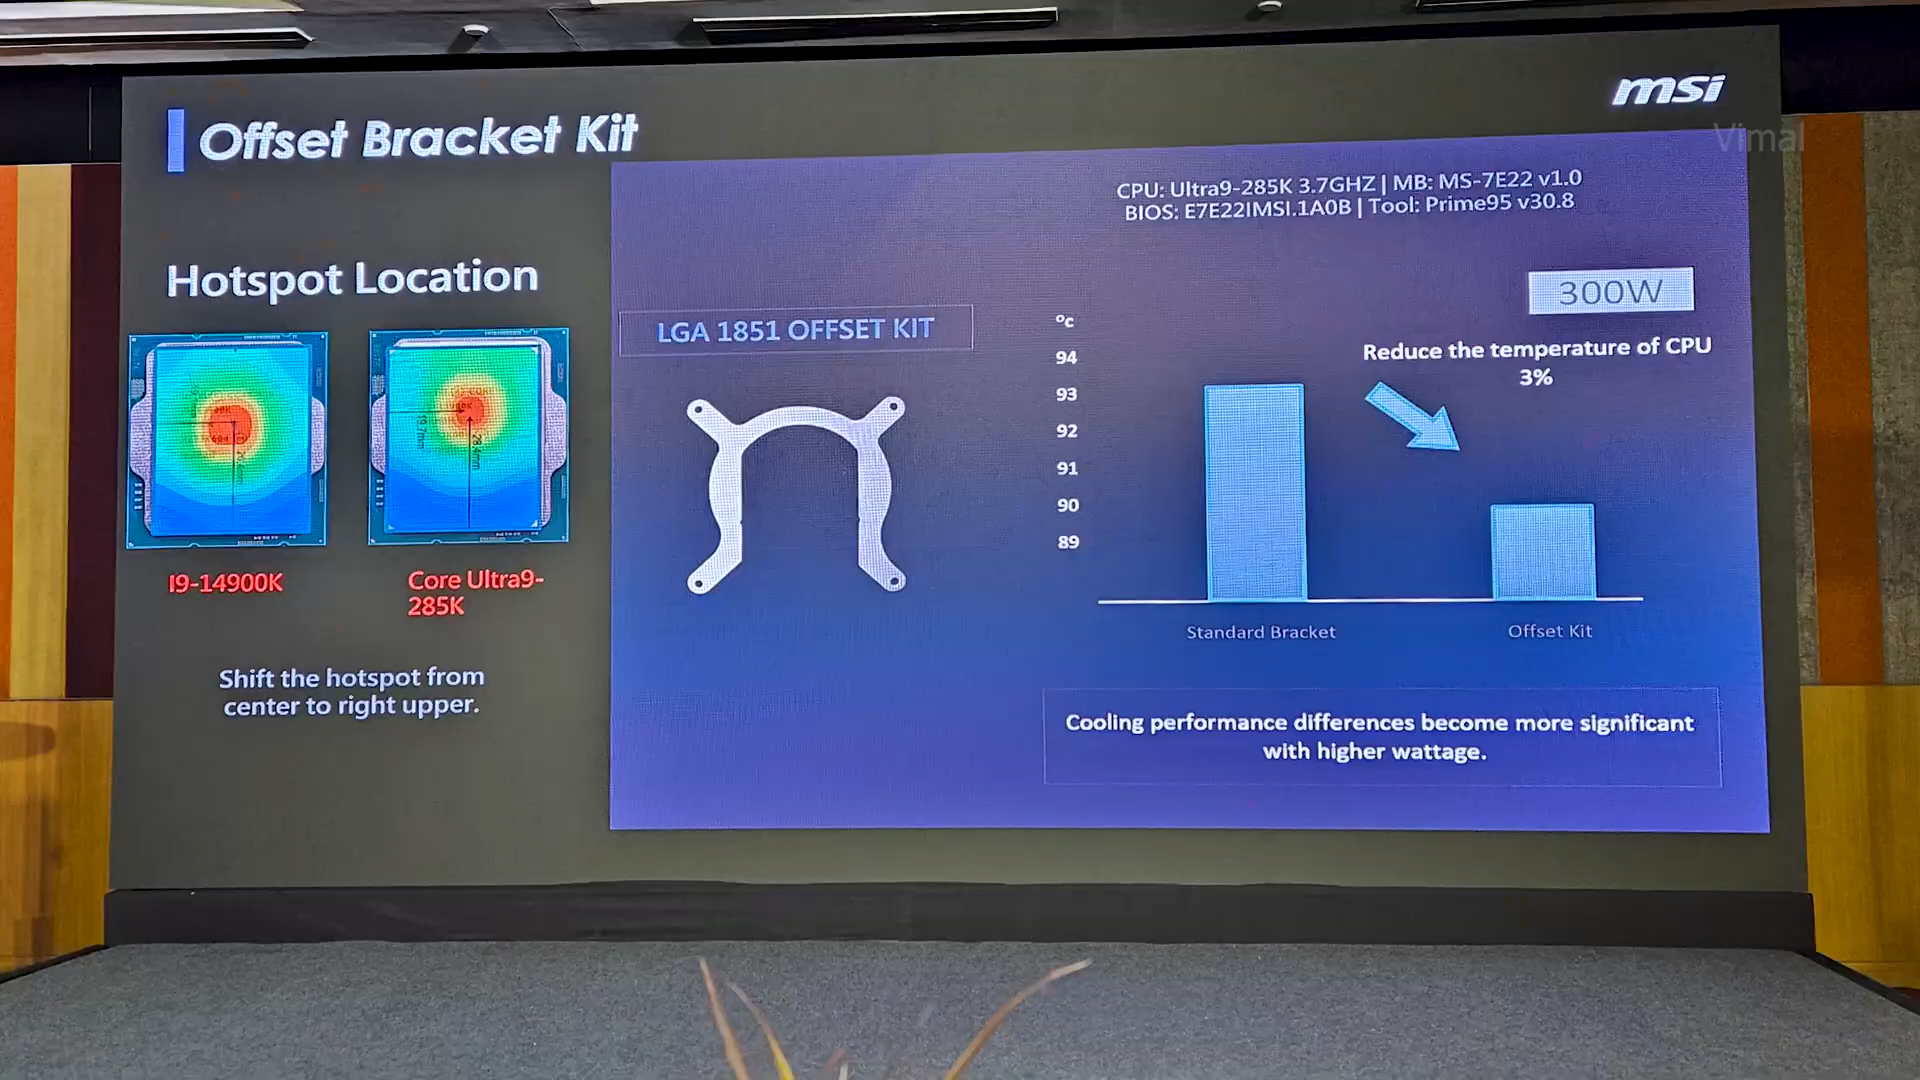 msi
Vimal
Offset Bracket Kit
Hotspot Location
I9-14900K
Core Ultra9-
285K
Shift the hotspot from
center to right upper.
LGA 1851 OFFSET KIT
CPU: Ultra9-285K 3.7GHZ | MB: MS-7E22 v1.0
BIOS: E7E22IMSI.1A0B | Tool: Prime95 v30.8
300W
Reduce the temperature of CPU
3%
°c
94
93
92
91
90
89
Standard Bracket
Offset Kit
Cooling performance differences become more significant
with higher wattage.